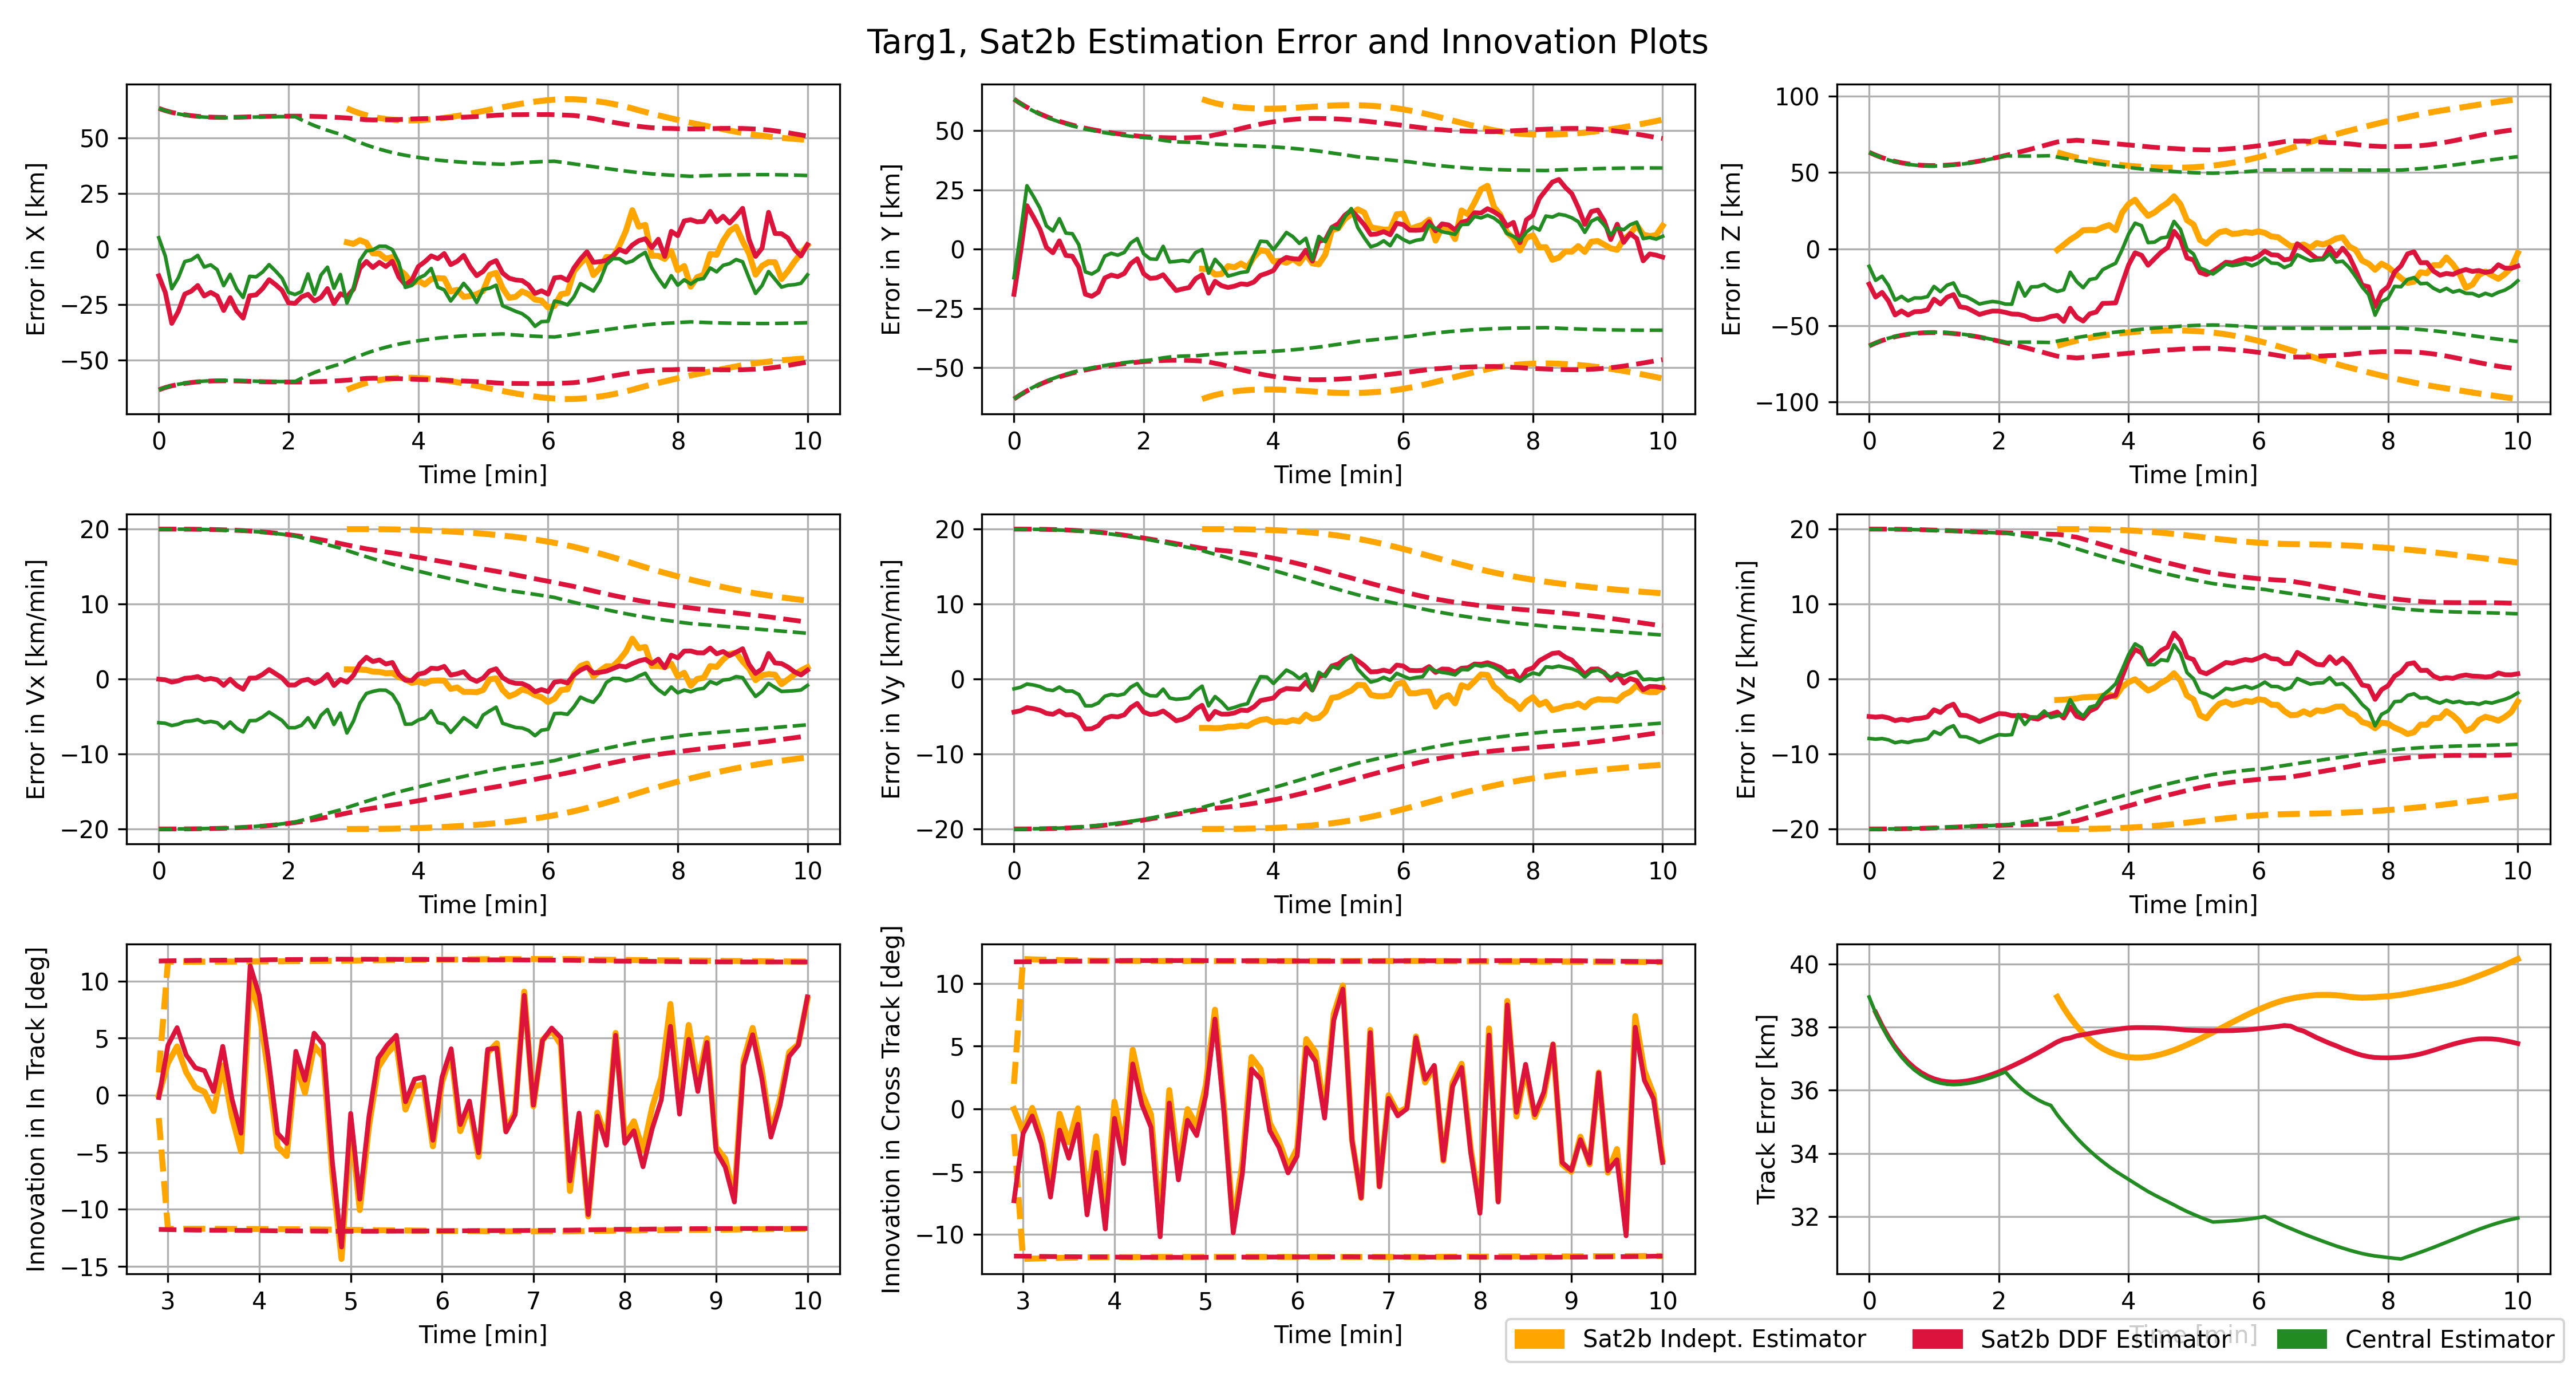 Targ1, Sat2b Estimation Error and Innovation Plots
Error in X [km]
50
25
0
−25
−50
0 2 4 6 8 10
Time [min]
Error in Y [km]
50
25
0
−25
−50
0 2 4 6 8 10
Time [min]
Error in Z [km]
100
50
0
−50
−100
0 2 4 6 8 10
Time [min]
Error in Vx [km/min]
20
10
0
−10
−20
0 2 4 6 8 10
Time [min]
Error in Vy [km/min]
20
10
0
−10
−20
0 2 4 6 8 10
Time [min]
Error in Vz [km/min]
20
10
0
−10
−20
0 2 4 6 8 10
Time [min]
Innovation in In Track [deg]
10
5
0
−5
−10
−15
3 4 5 6 7 8 9 10
Time [min]
Innovation in Cross Track [deg]
10
5
0
−5
−10
3 4 5 6 7 8 9 10
Time [min]
Track Error [km]
40
38
36
34
32
0 2 4 6 8 10
Time [min]
Sat2b Indept. Estimator
Sat2b DDF Estimator
Central Estimator